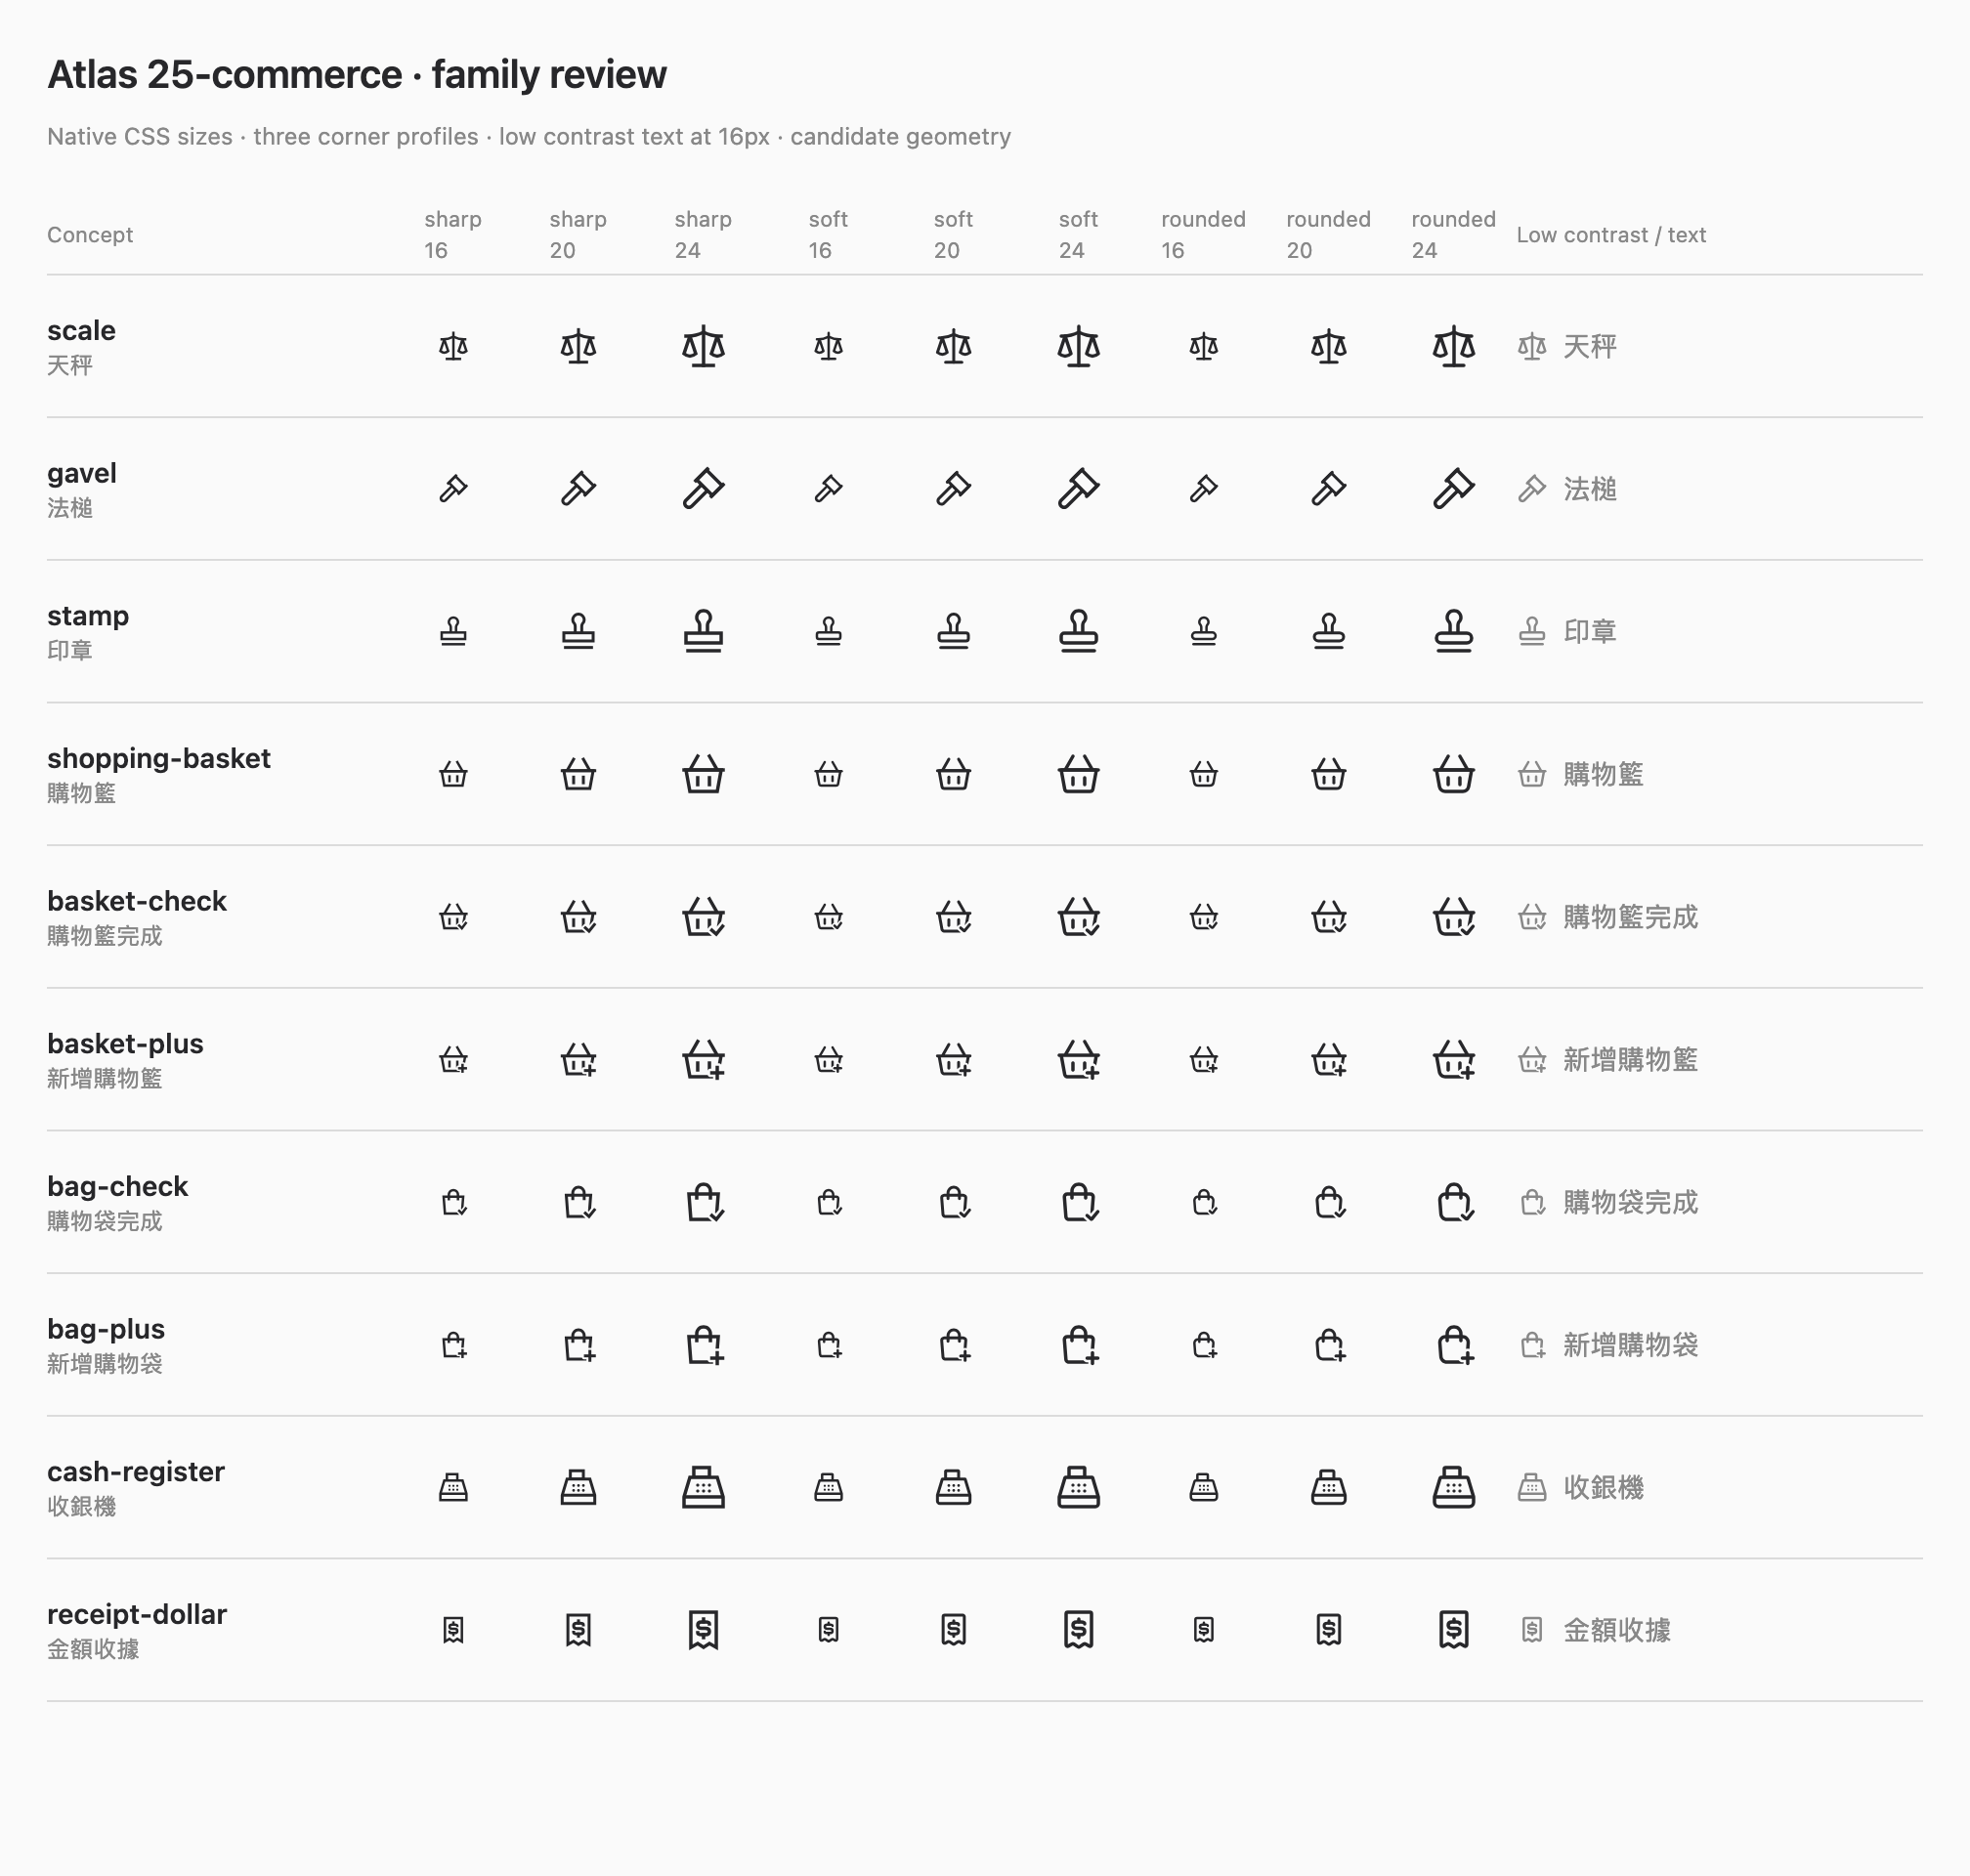 Atlas 25-commerce · family review
Native CSS sizes · three corner profiles · low contrast text at 16px · candidate geometry
Concept sharp 16 sharp 20 sharp 24 soft 16 soft 20 soft 24 rounded 16 rounded 20 rounded 24 Low contrast / text
scale
天秤
天秤
gavel
法槌
法槌
stamp
印章
印章
shopping-basket
購物籃
購物籃
basket-check
購物籃完成
購物籃完成
basket-plus
新增購物籃
新增購物籃
bag-check
購物袋完成
購物袋完成
bag-plus
新增購物袋
新增購物袋
cash-register
收銀機
收銀機
receipt-dollar
金額收據
金額收據